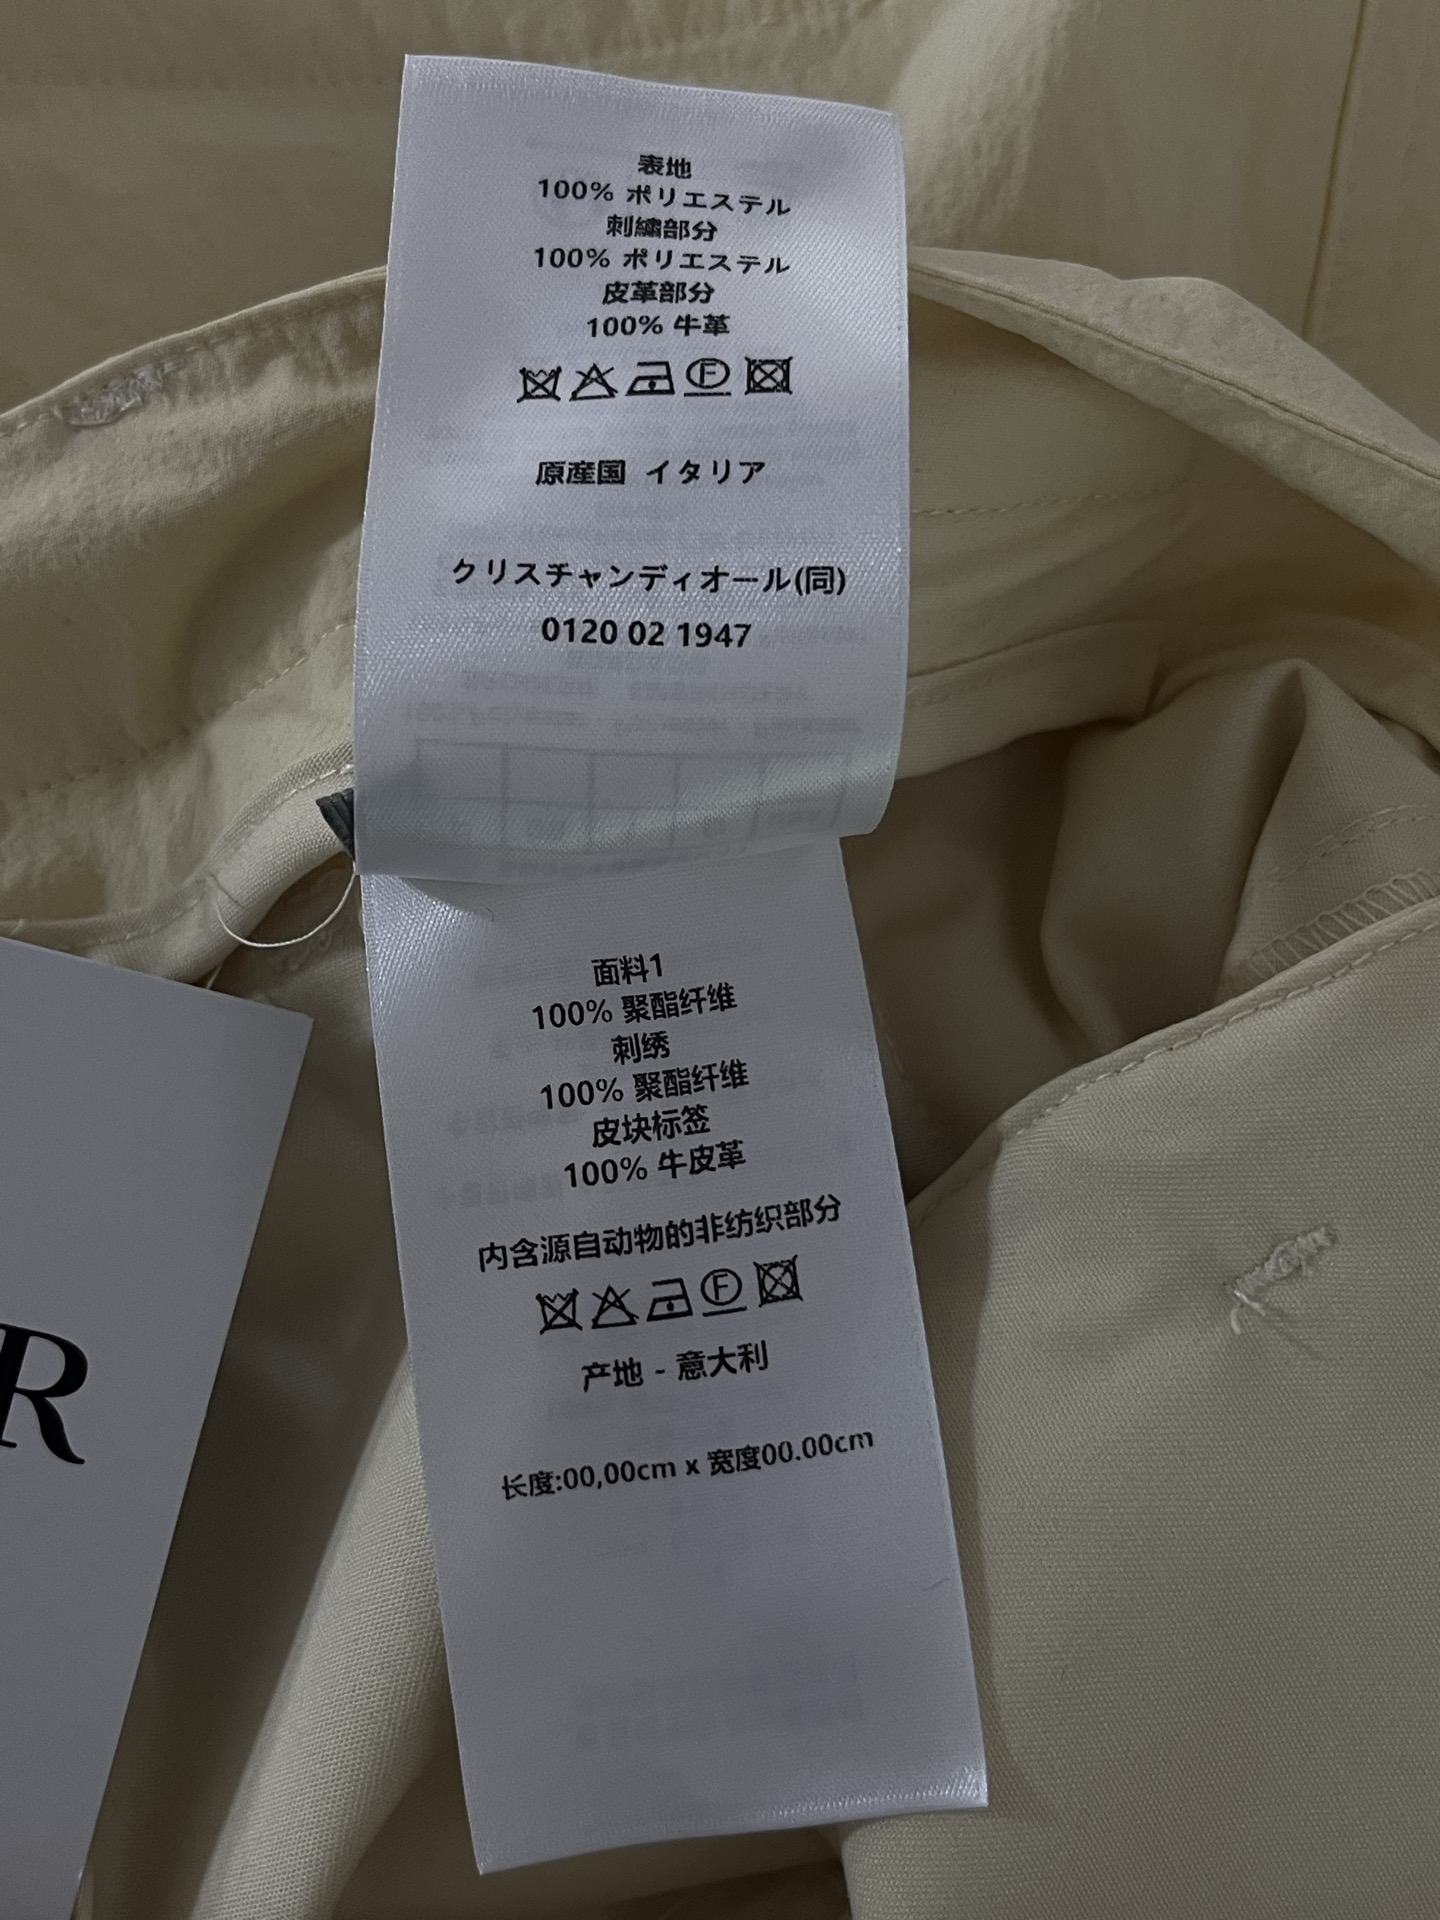 表地
100% ポリエステル
刺繍部分
100% ポリエステル
皮革部分
100% 牛革
F
原産国 イタリア
クリスチャンディオール(同)
0120 02 1947
面料1
100% 聚酯纤维
刺绣
100% 聚酯纤维
皮块标签
100% 牛皮革
内含源自动物的非纺织部分
F
产地 - 意大利
长度:00,00cm x 宽度00.00cm
R